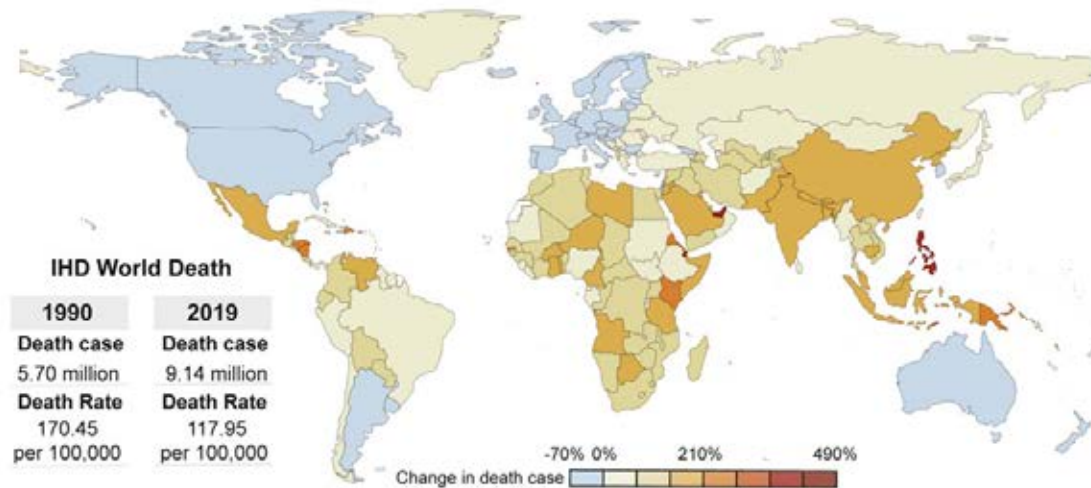 IHD World Death
1990 2019
Death case Death case
5.70 million 9.14 million
Death Rate Death Rate
170.45 117.95
per 100,000 per 100,000
-70% 0% 210% 490%
Change in death case